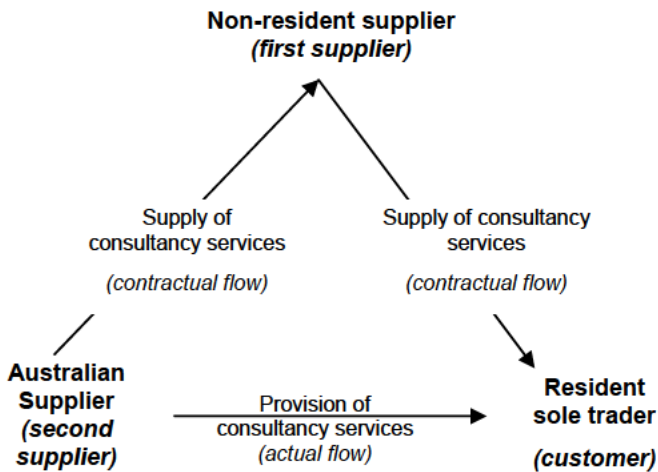 Non-resident supplier
(first supplier)
Supply of
consultancy services
(contractual flow)
Supply of consultancy
services
(contractual flow)
Australian
Supplier
(second
supplier)
Provision of
consultancy services
(actual flow)
Resident
sole trader
(customer)